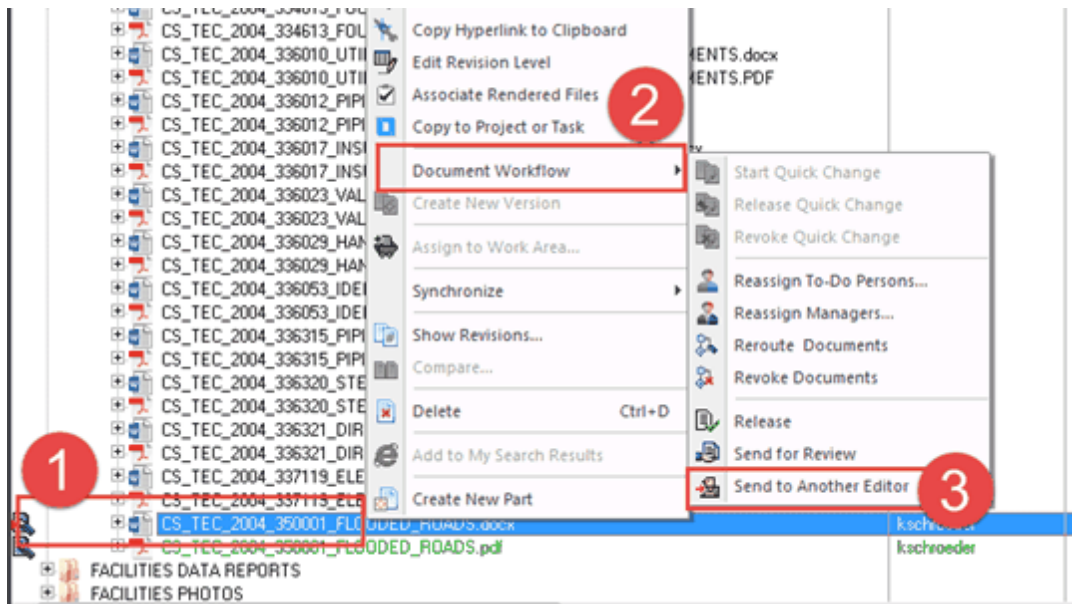 CS_TEC_2004_334613_FOL
CS_TEC_2004_336010_UTI
MENTS.docx
CS_TEC_2004_336010_UTI
MENTS.PDF
CS_TEC_2004_336012_PIP
CS_TEC_2004_336012_PIP
CS_TEC_2004_336017_INS
CS_TEC_2004_336017_INS
CS_TEC_2004_336023_VAL
CS_TEC_2004_336023_VAL
CS_TEC_2004_336029_HAN
CS_TEC_2004_336029_HAN
CS_TEC_2004_336053_IDE
CS_TEC_2004_336053_IDE
CS_TEC_2004_336315_PIP
CS_TEC_2004_336315_PIP
CS_TEC_2004_336320_STE
CS_TEC_2004_336320_STE
CS_TEC_2004_336321_DIR
CS_TEC_2004_336321_DIR
CS_TEC_2004_337119_ELE
CS_TEC_2004_337119_ELE
1
CS_TEC_2004_350001_FLOODED_ROADS.docx
CS_TEC_2004_350001_FLOODED_ROADS.pdf
kschroeder
kschroeder
FACILITIES DATA REPORTS
FACILITIES PHOTOS
Copy Hyperlink to Clipboard
Edit Revision Level
Associate Rendered Files
Copy to Project or Task
2
Document Workflow
Create New Version
Assign to Work Area...
Synchronize
Show Revisions...
Compare...
Delete Ctrl+D
Add to My Search Results
Create New Part
Start Quick Change
Release Quick Change
Revoke Quick Change
Reassign To-Do Persons...
Reassign Managers...
Reroute Documents
Revoke Documents
Release
Send for Review
Send to Another Editor
3